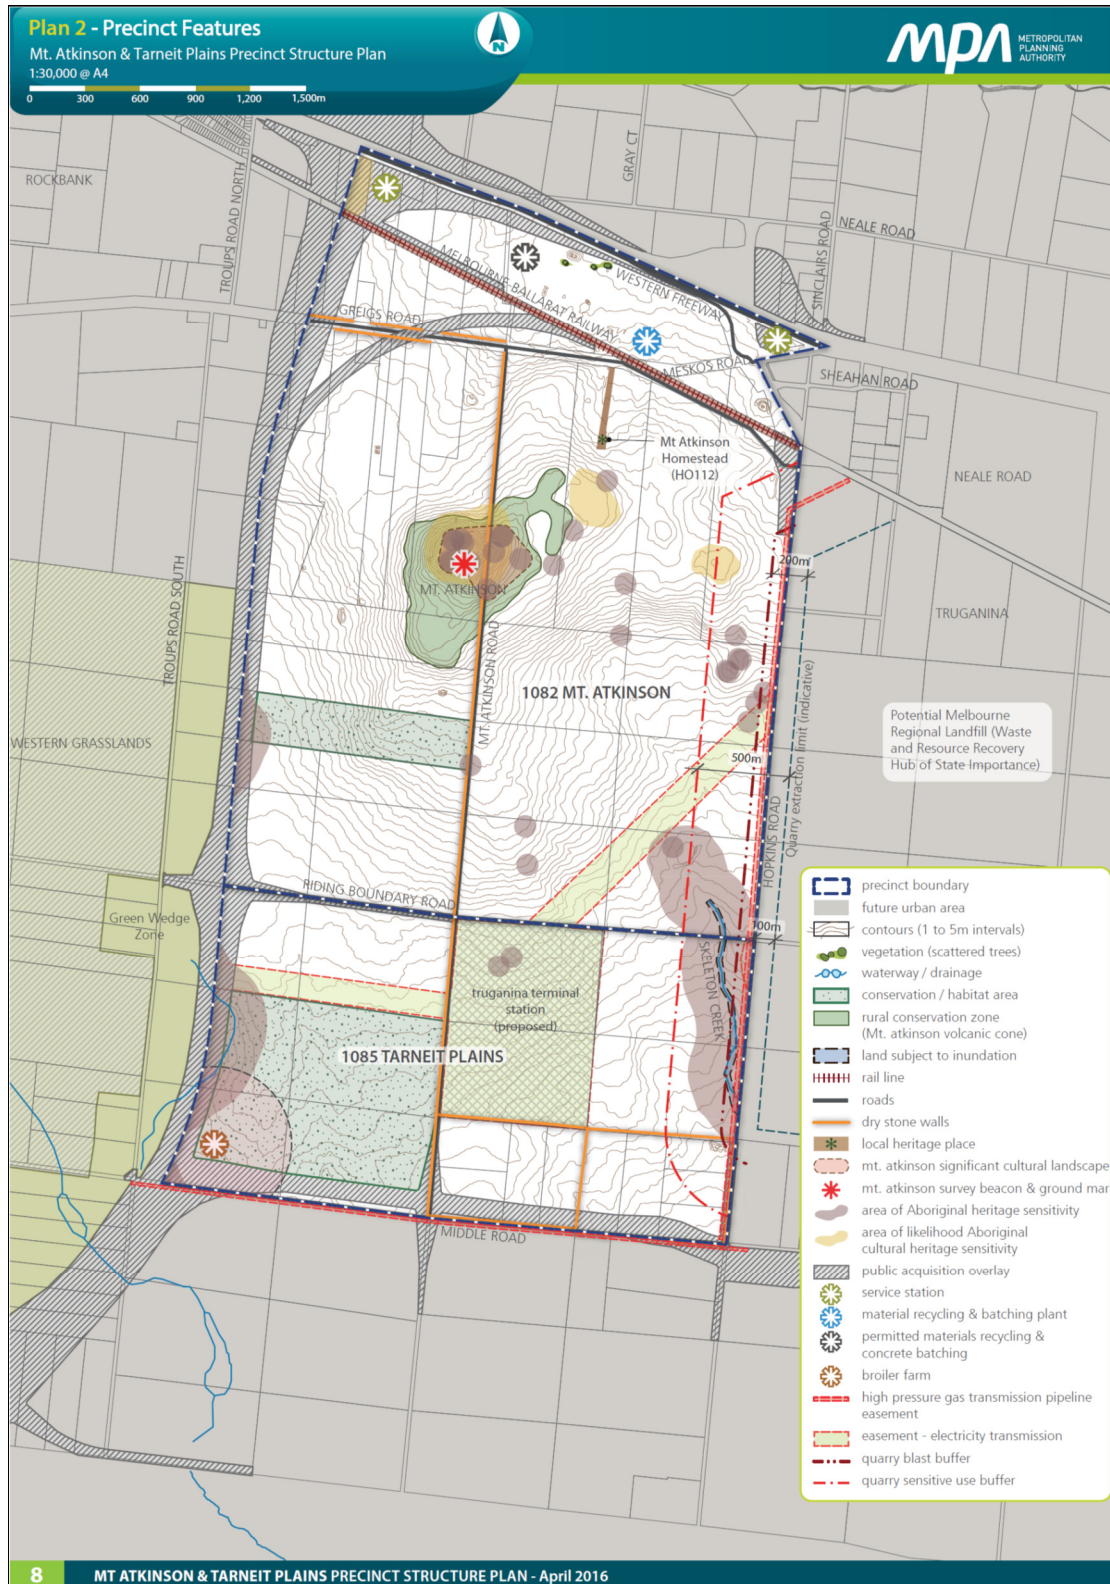 Plan 2 - Precinct Features
Mt. Atkinson & Tarneit Plains Precinct Structure Plan
1:30,000 @ A4
0 300 600 900 1,200 1,500m
N
MPA
METROPOLITAN
PLANNING
AUTHORITY
ROCKBANK
TROUPS ROAD NORTH
GRAY CT
SINCLAIRS ROAD
NEALE ROAD
WESTERN FREEWAY
MELBOURNE-BALLARAT RAILWAY
GREIGS ROAD
MESKOS ROAD
SHEAHAN ROAD
Mt Atkinson
Homestead
(HO112)
NEALE ROAD
200m
MT. ATKINSON
TRUGANINA
TROUPS ROAD SOUTH
MT. ATKINSON ROAD
1082 MT. ATKINSON
Quarry extraction limit (indicative)
Potential Melbourne
Regional Landfill (Waste
and Resource Recovery
Hub of State Importance)
WESTERN GRASSLANDS
500m
HOPKINS ROAD
RIDING BOUNDARY ROAD
Green Wedge
Zone
100m
SKELETON CREEK
truganina terminal
station
(proposed)
1085 TARNEIT PLAINS
MIDDLE ROAD
precinct boundary
future urban area
contours (1 to 5m intervals)
vegetation (scattered trees)
waterway / drainage
conservation / habitat area
rural conservation zone
(Mt. atkinson volcanic cone)
land subject to inundation
rail line
roads
dry stone walls
local heritage place
mt. atkinson significant cultural landscape
mt. atkinson survey beacon & ground mar
area of Aboriginal heritage sensitivity
area of likelihood Aboriginal
cultural heritage sensitivity
public acquisition overlay
service station
material recycling & batching plant
permitted materials recycling &
concrete batching
broiler farm
high pressure gas transmission pipeline
easement
easement - electricity transmission
quarry blast buffer
quarry sensitive use buffer
8 MT ATKINSON & TARNEIT PLAINS PRECINCT STRUCTURE PLAN - April 2016